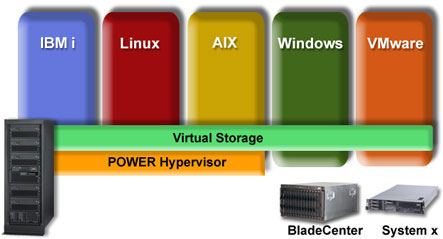 IBM i
Linux
AIX
Windows
VMware
Virtual Storage
POWER Hypervisor
BladeCenter
System x